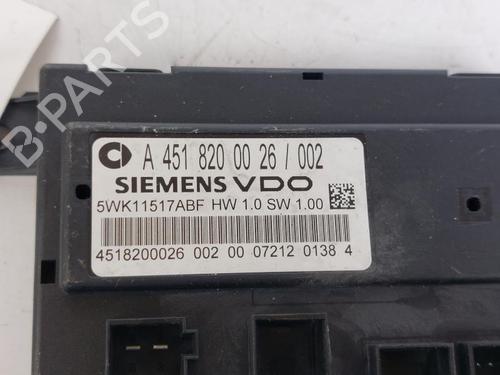 A 451 820 00 26 / 002
SIEMENS VDO
5WK11517ABF HW 1.0 SW 1.00
4518200026 002 00 07212 0138 4
B-PARTS